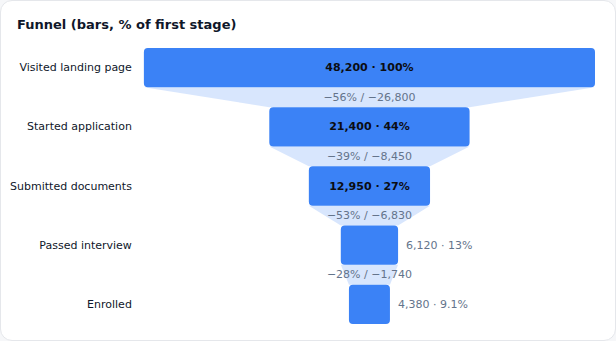 Funnel (bars, % of first stage)
Visited landing page
48,200 · 100%
−56% / −26,800
Started application
21,400 · 44%
−39% / −8,450
Submitted documents
12,950 · 27%
−53% / −6,830
Passed interview
6,120 · 13%
−28% / −1,740
Enrolled
4,380 · 9.1%